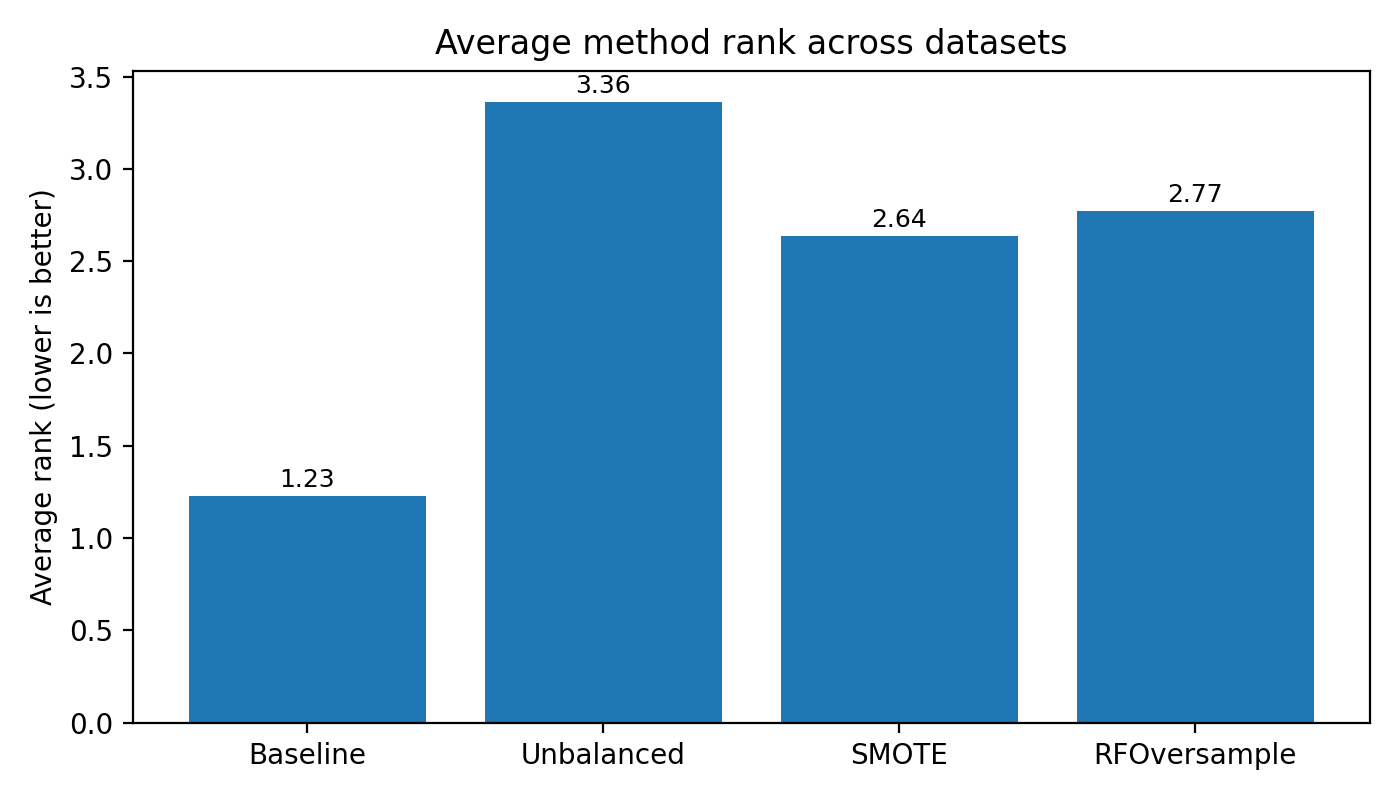 Average method rank across datasets
Average rank (lower is better)
3.5
3.0
2.5
2.0
1.5
1.0
0.5
0.0
1.23
3.36
2.64
2.77
Baseline
Unbalanced
SMOTE
RFOversample